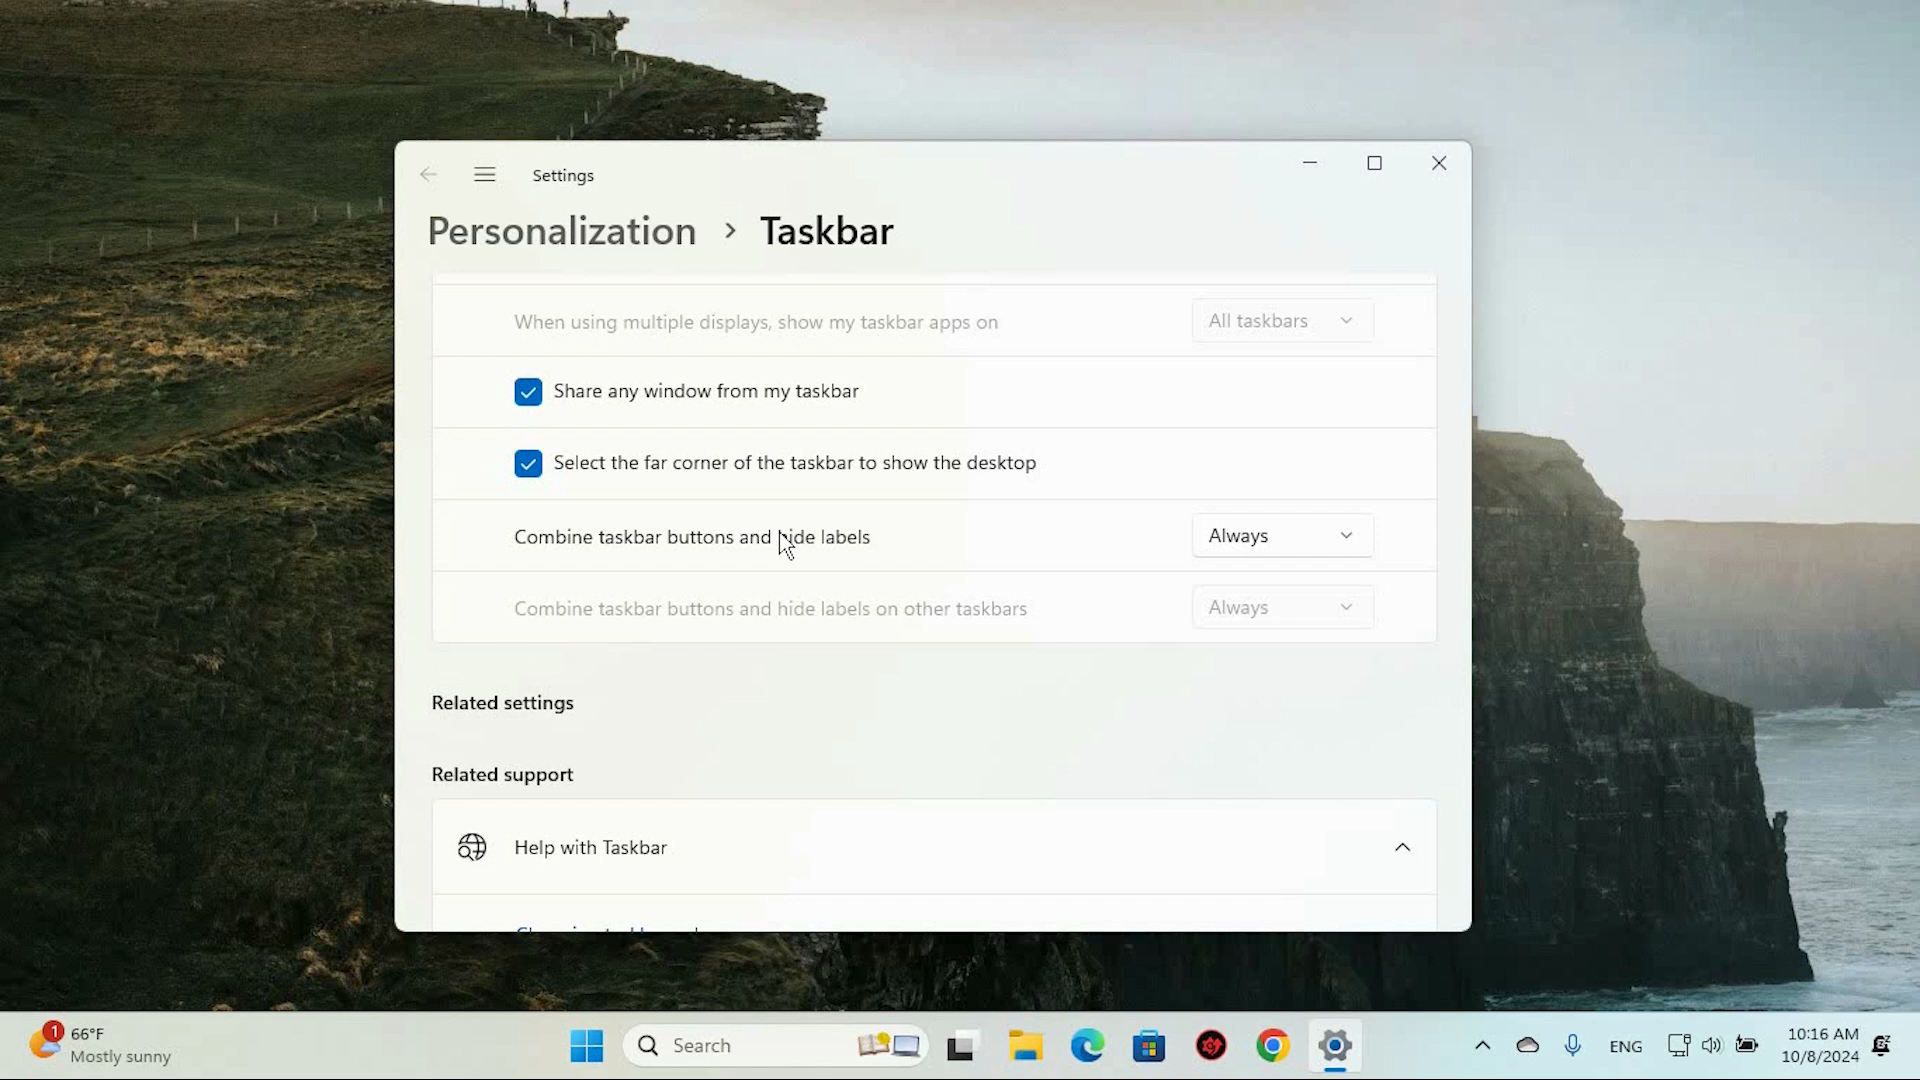 Settings
Personalization > Taskbar
When using multiple displays, show my taskbar apps on
All taskbars
Share any window from my taskbar
Select the far corner of the taskbar to show the desktop
Combine taskbar buttons and hide labels
Always
Combine taskbar buttons and hide labels on other taskbars
Always
Related settings
Related support
Help with Taskbar
1
66°F
Mostly sunny
Search
ENG
10:16 AM
10/8/2024